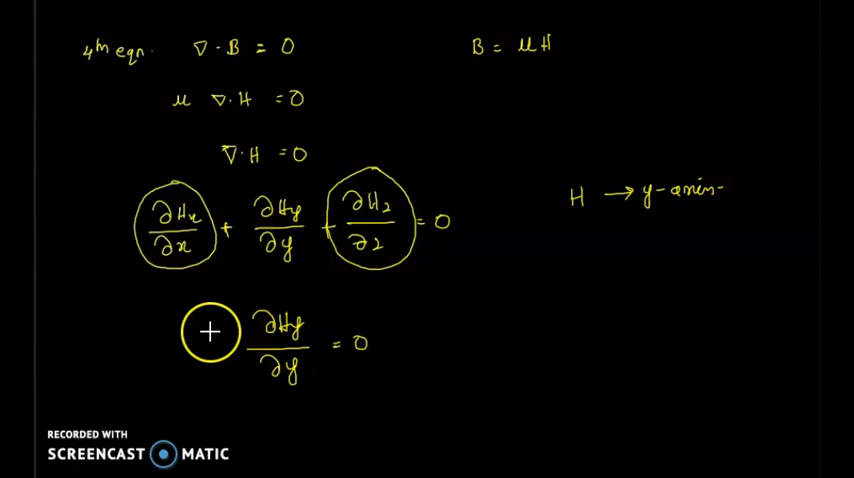 4th eqn. ∇·B = 0 B = μH
μ ∇·H = 0
∇·H = 0
H → y-axis
∂Hx/∂x + ∂Hy/∂y + ∂Hz/∂z = 0
∂Hy/∂y = 0
RECORDED WITH
SCREENCAST MATIC